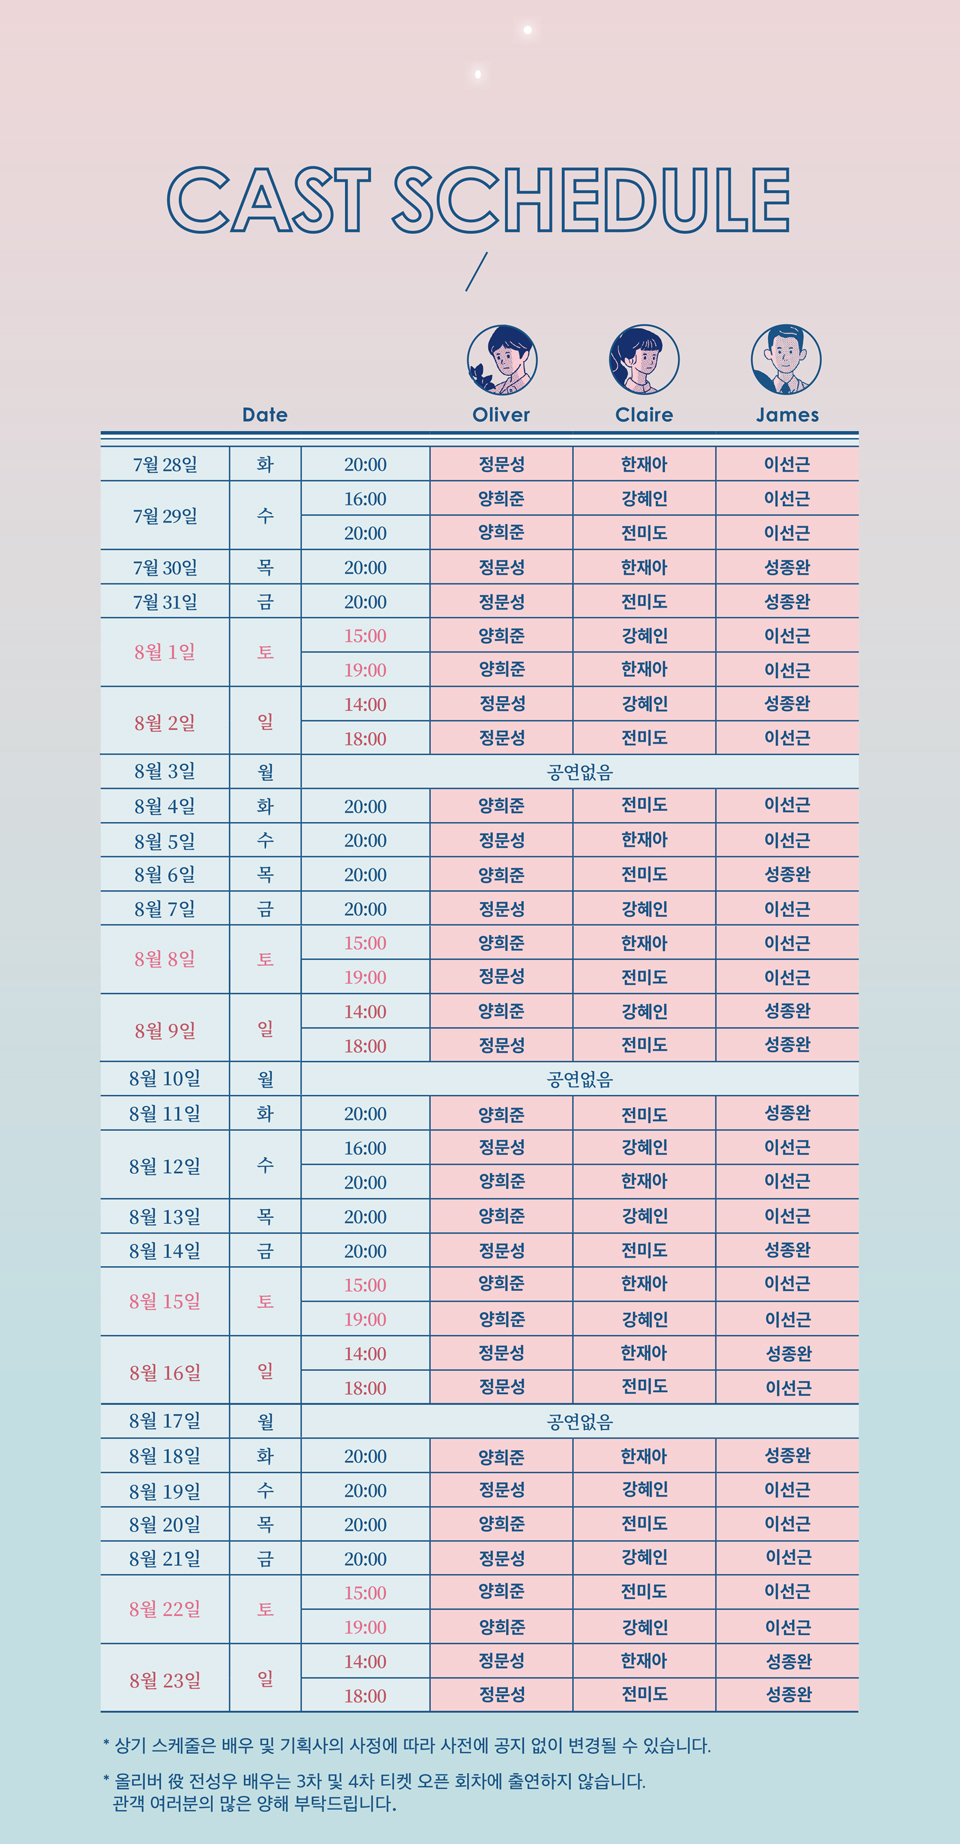 CAST SCHEDULE
Date Oliver Claire James
7월 28일 화 20:00 정문성 한재아 이선근
7월 29일 수 16:00 양희준 강혜인 이선근
20:00 양희준 전미도 이선근
7월 30일 목 20:00 정문성 한재아 성종완
7월 31일 금 20:00 정문성 전미도 성종완
8월 1일 토 15:00 양희준 강혜인 이선근
19:00 양희준 한재아 이선근
8월 2일 일 14:00 정문성 강혜인 성종완
18:00 정문성 전미도 이선근
8월 3일 월 공연없음
8월 4일 화 20:00 양희준 전미도 이선근
8월 5일 수 20:00 정문성 한재아 이선근
8월 6일 목 20:00 양희준 전미도 성종완
8월 7일 금 20:00 정문성 강혜인 이선근
8월 8일 토 15:00 양희준 한재아 이선근
19:00 정문성 전미도 이선근
8월 9일 일 14:00 양희준 강혜인 성종완
18:00 정문성 전미도 성종완
8월 10일 월 공연없음
8월 11일 화 20:00 양희준 전미도 성종완
8월 12일 수 16:00 정문성 강혜인 이선근
20:00 양희준 한재아 이선근
8월 13일 목 20:00 양희준 강혜인 이선근
8월 14일 금 20:00 정문성 전미도 성종완
8월 15일 토 15:00 양희준 한재아 이선근
19:00 양희준 강혜인 이선근
8월 16일 일 14:00 정문성 한재아 성종완
18:00 정문성 전미도 이선근
8월 17일 월 공연없음
8월 18일 화 20:00 양희준 한재아 성종완
8월 19일 수 20:00 정문성 강혜인 이선근
8월 20일 목 20:00 양희준 전미도 이선근
8월 21일 금 20:00 정문성 강혜인 이선근
8월 22일 토 15:00 양희준 전미도 이선근
19:00 양희준 강혜인 이선근
8월 23일 일 14:00 정문성 한재아 성종완
18:00 정문성 전미도 성종완
* 상기 스케줄은 배우 및 기획사의 사정에 따라 사전에 공지 없이 변경될 수 있습니다.
* 올리버 役 전성우 배우는 3차 및 4차 티켓 오픈 회차에 출연하지 않습니다.
관객 여러분의 많은 양해 부탁드립니다.